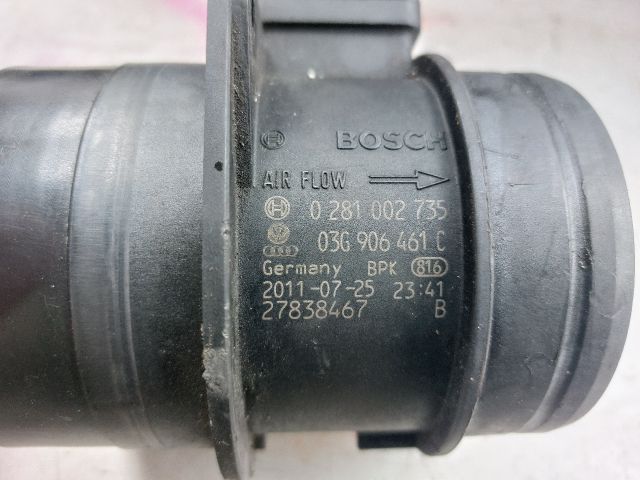 BOSCH
AIR FLOW
0 281 002 735
03G 906 461 C
Germany BPK 816
2011-07-25 23:41
27838467 B